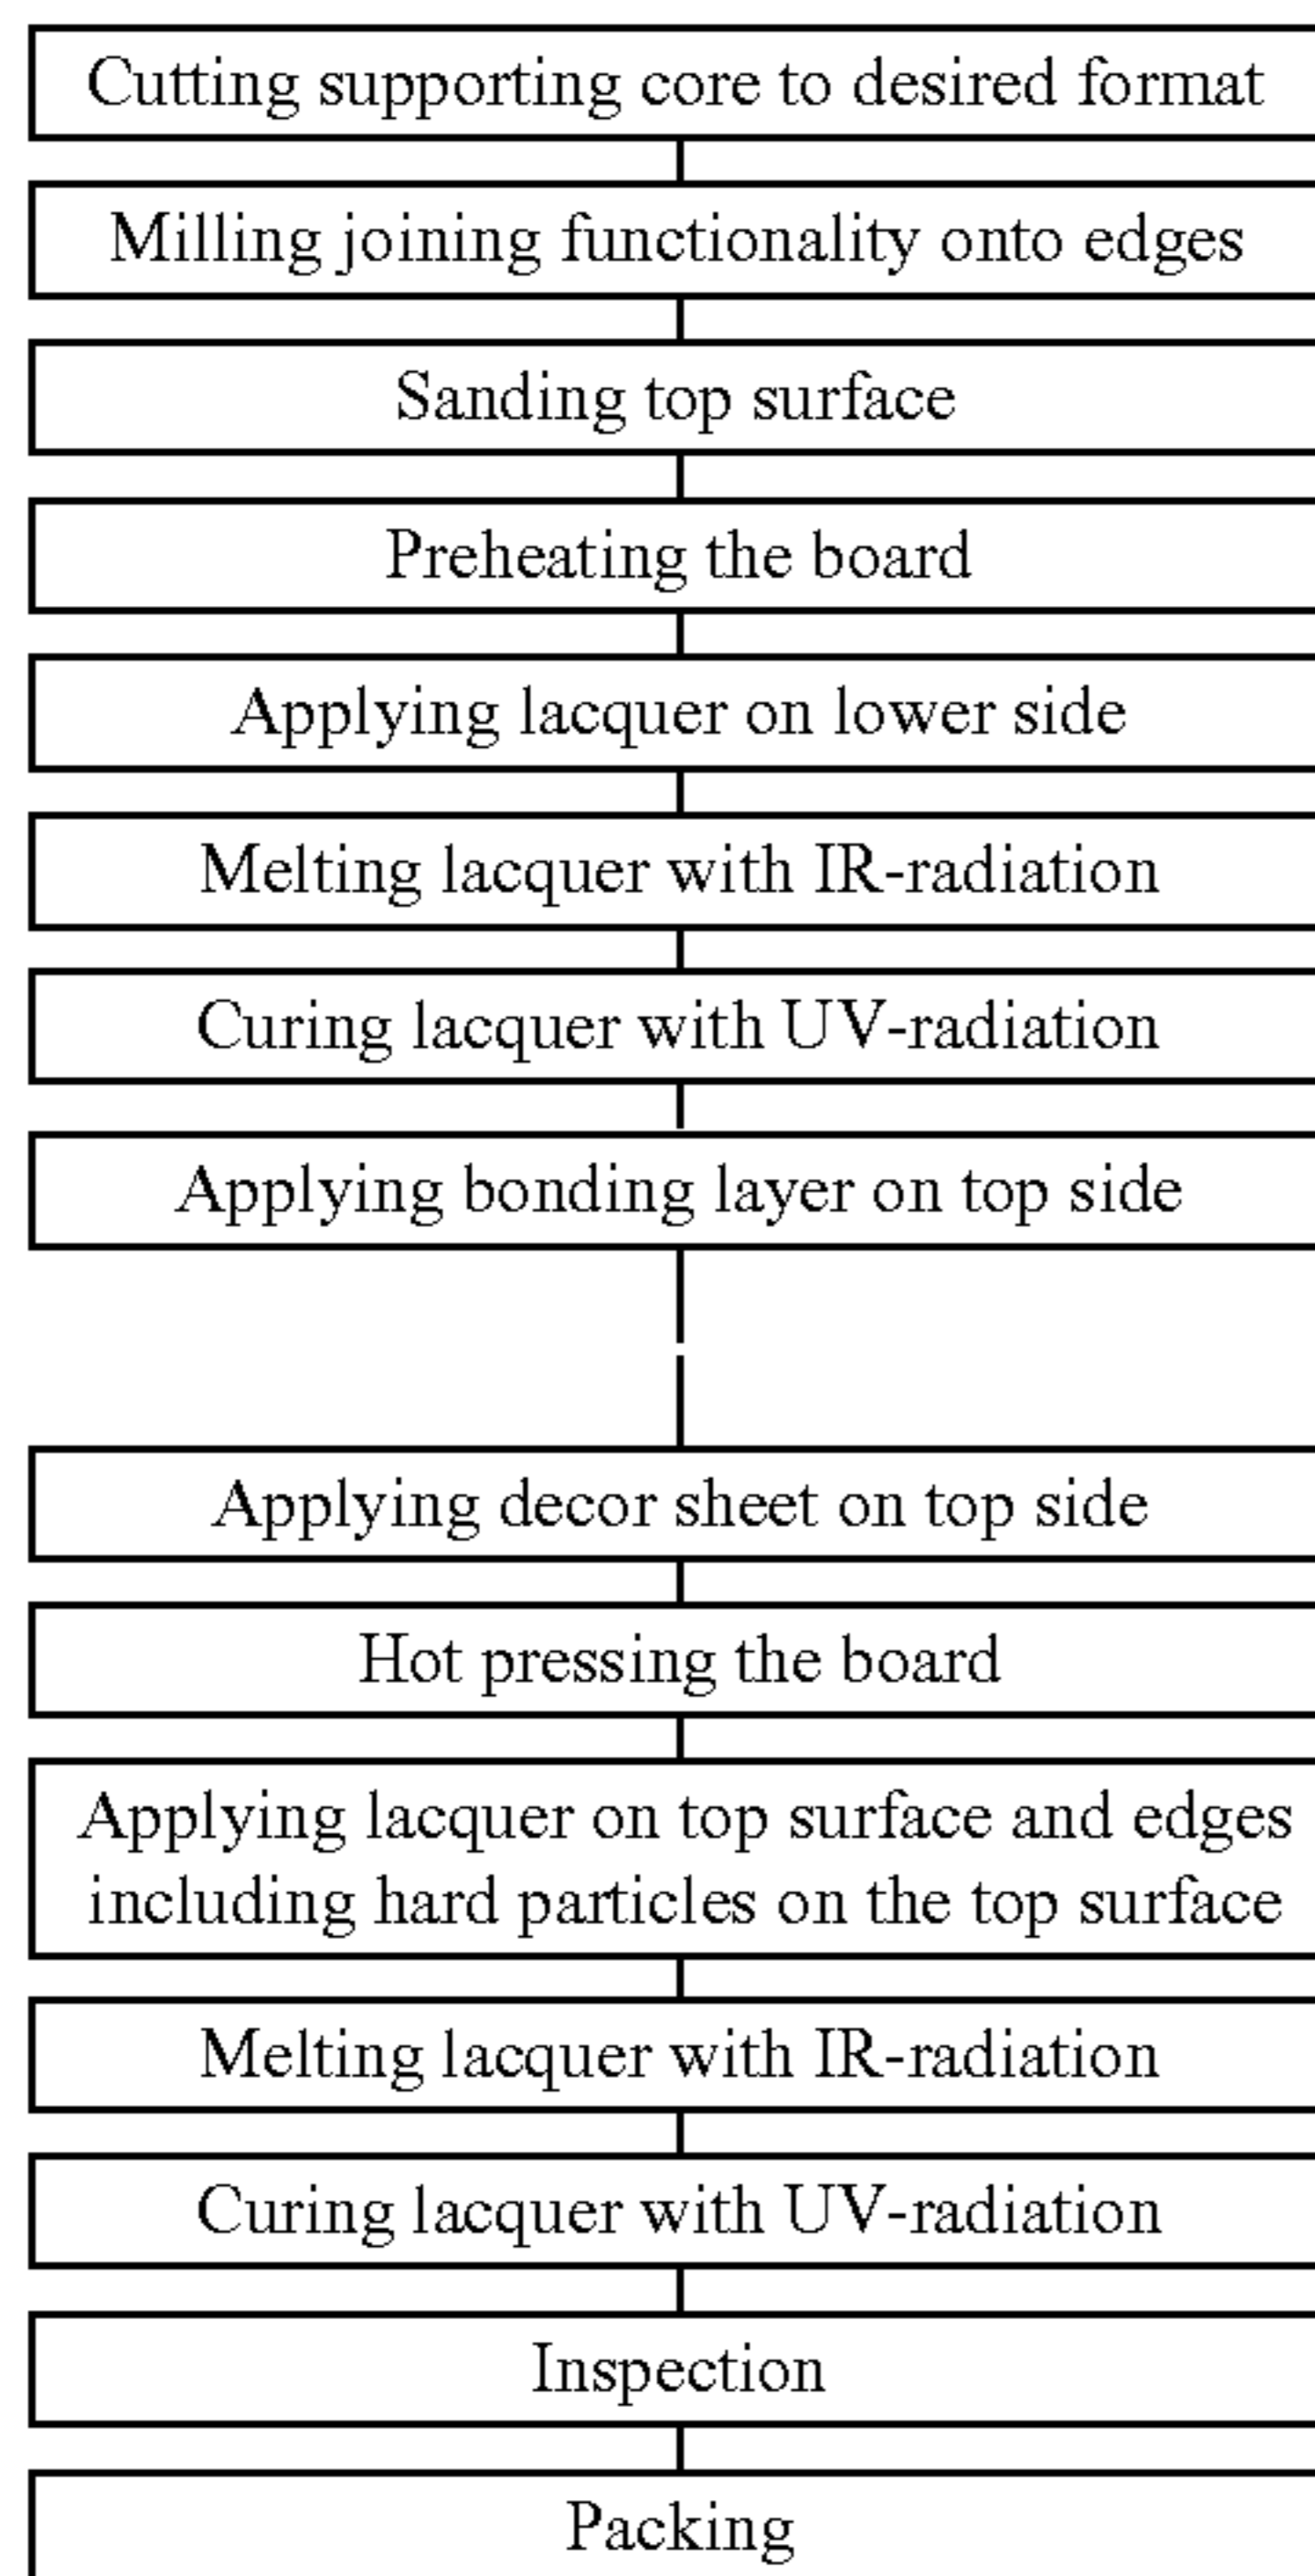 Cutting supporting core to desired format
Milling joining functionality onto edges
Sanding top surface
Preheating the board
Applying lacquer on lower side
Melting lacquer with IR-radiation
Curing lacquer with UV-radiation
Applying bonding layer on top side
Applying decor sheet on top side
Hot pressing the board
Applying lacquer on top surface and edges
including hard particles on the top surface
Melting lacquer with IR-radiation
Curing lacquer with UV-radiation
Inspection
Packing